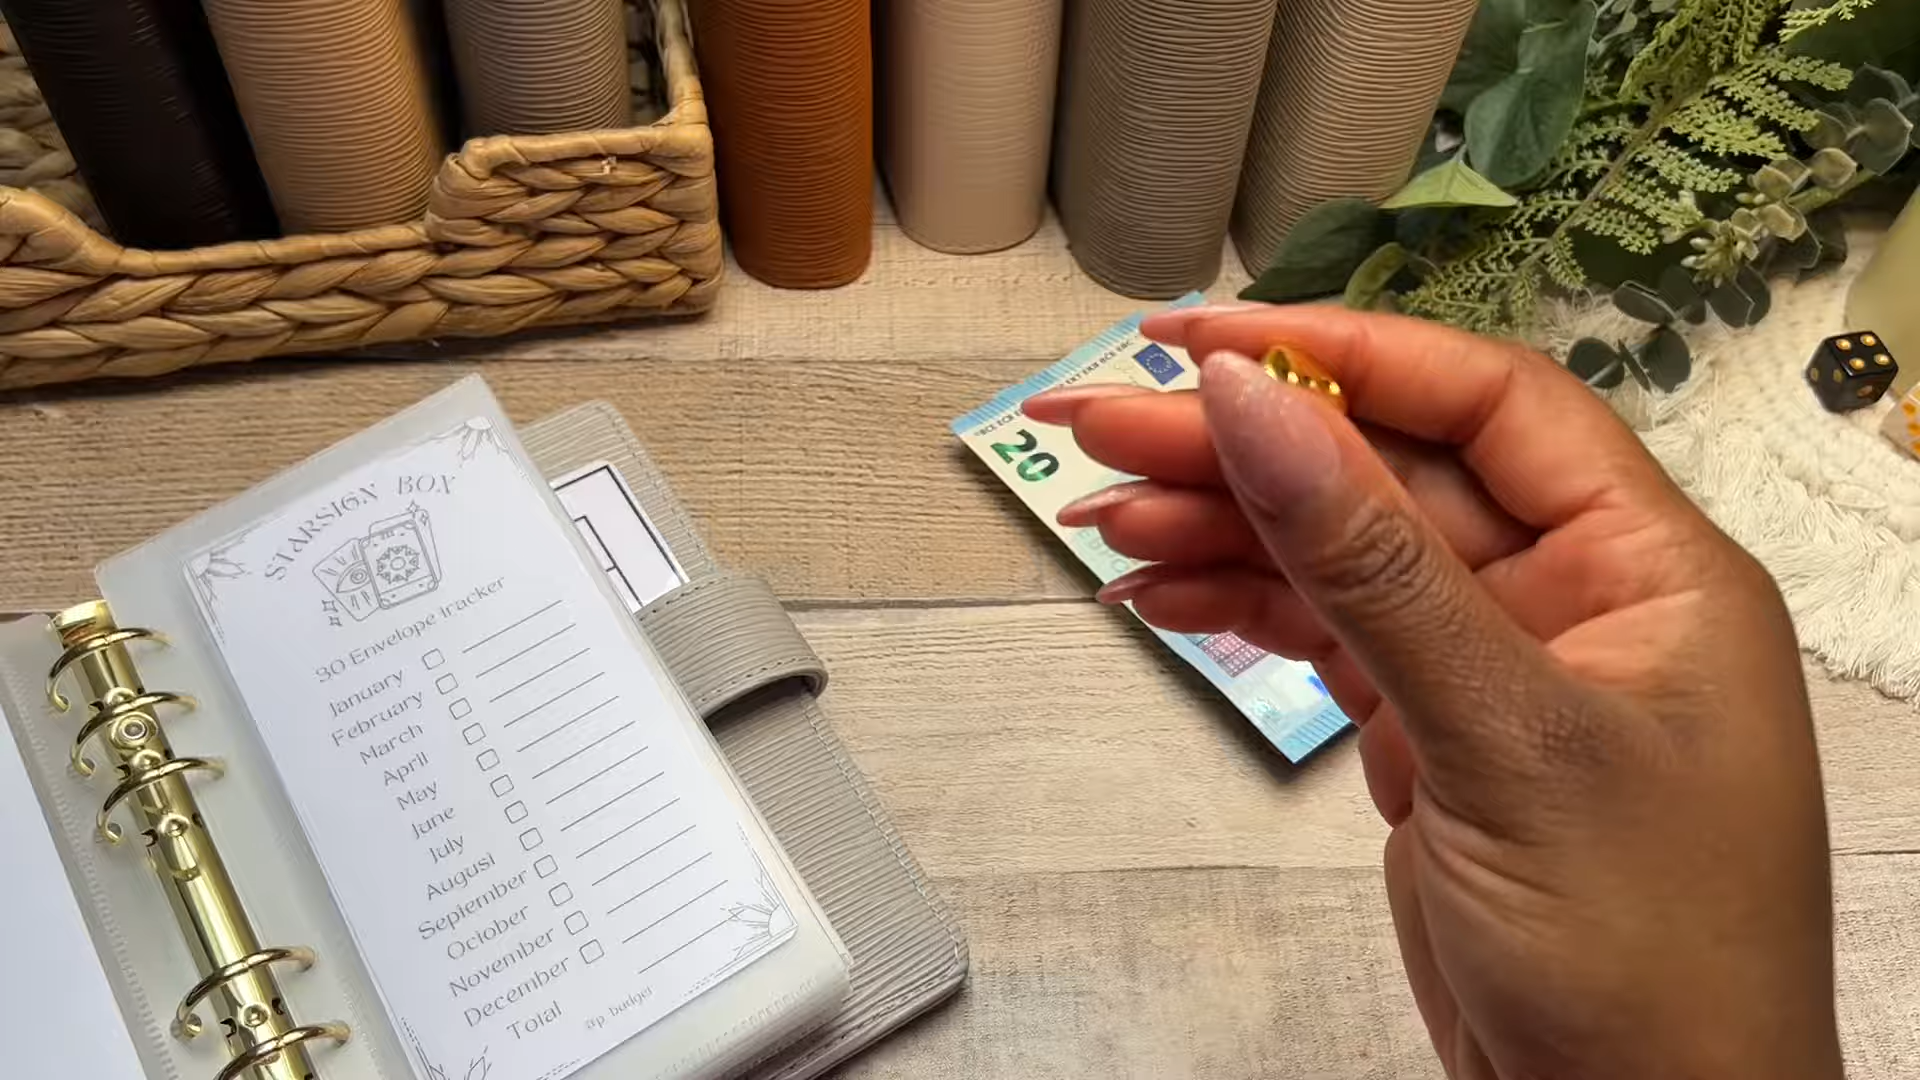 STARSIGN BOX
30 Envelope tracker
January
February
March
April
May
June
July
August
September
October
November
December
Total
@p_budget
20